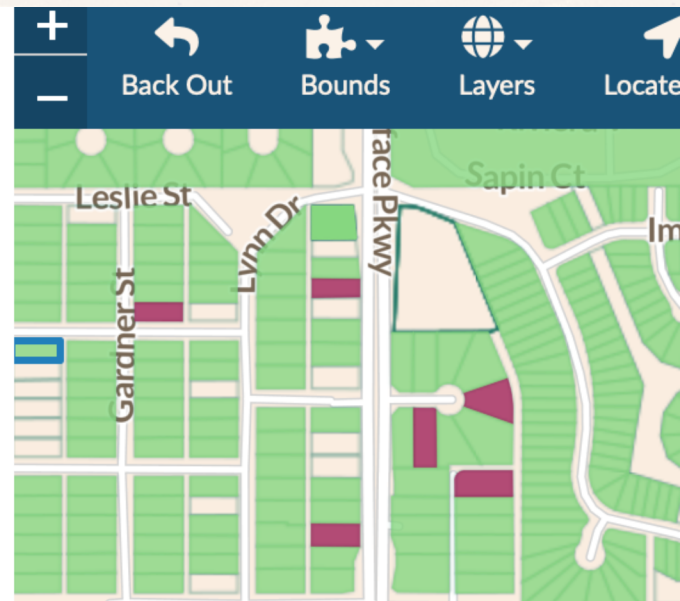 Back Out
Bounds
Layers
Locate
Sapin Ct
face Pkwy
Leslie St
Lynn Dr
Im
Gardner St